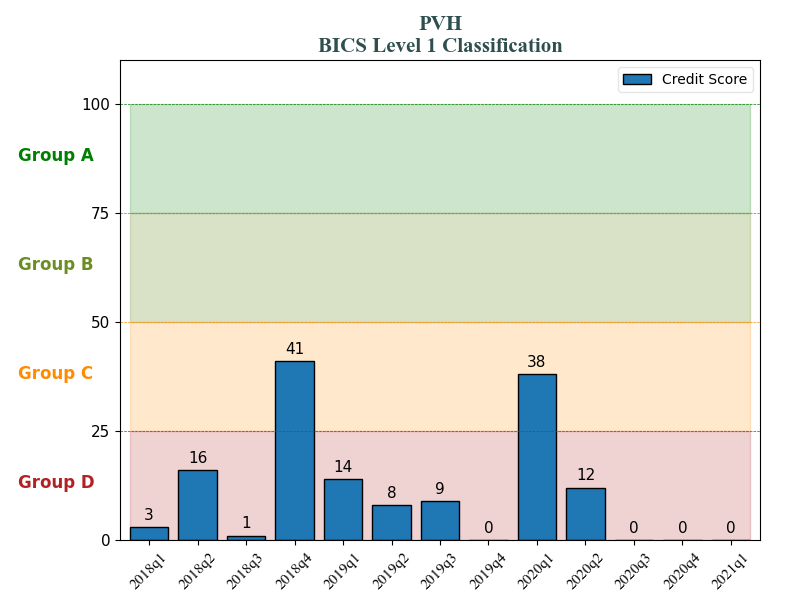 PVH
BICS Level 1 Classification
Credit Score
100
Group A
75
Group B
50
41
38
Group C
25
16
14
12
Group D
9
8
3
1
0
0
0
0
0
2018q1 2018q2 2018q3 2018q4 2019q1 2019q2 2019q3 2019q4 2020q1 2020q2 2020q3 2020q4 2021q1